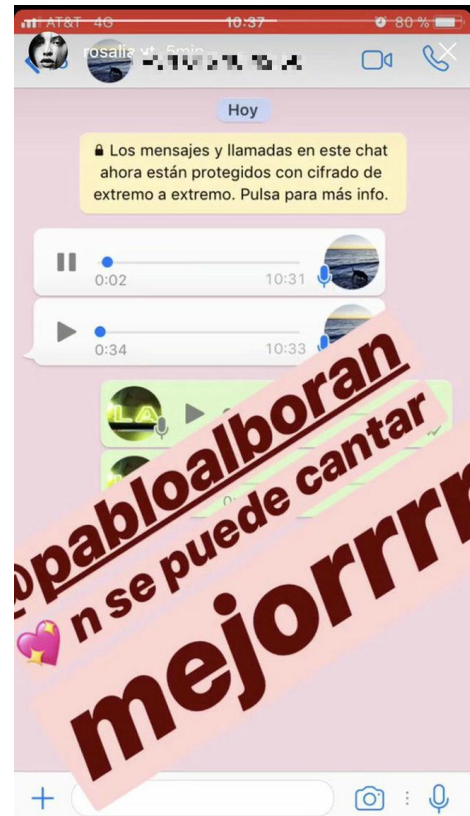 AT&T 4G 10:37 80 %
rosalia.vt 5min
Hoy
Los mensajes y llamadas en este chat
ahora están protegidos con cifrado de
extremo a extremo. Pulsa para más info.
0:02 10:31
0:34 10:33
LA
@pabloalboran
n se puede cantar
mejorrrr